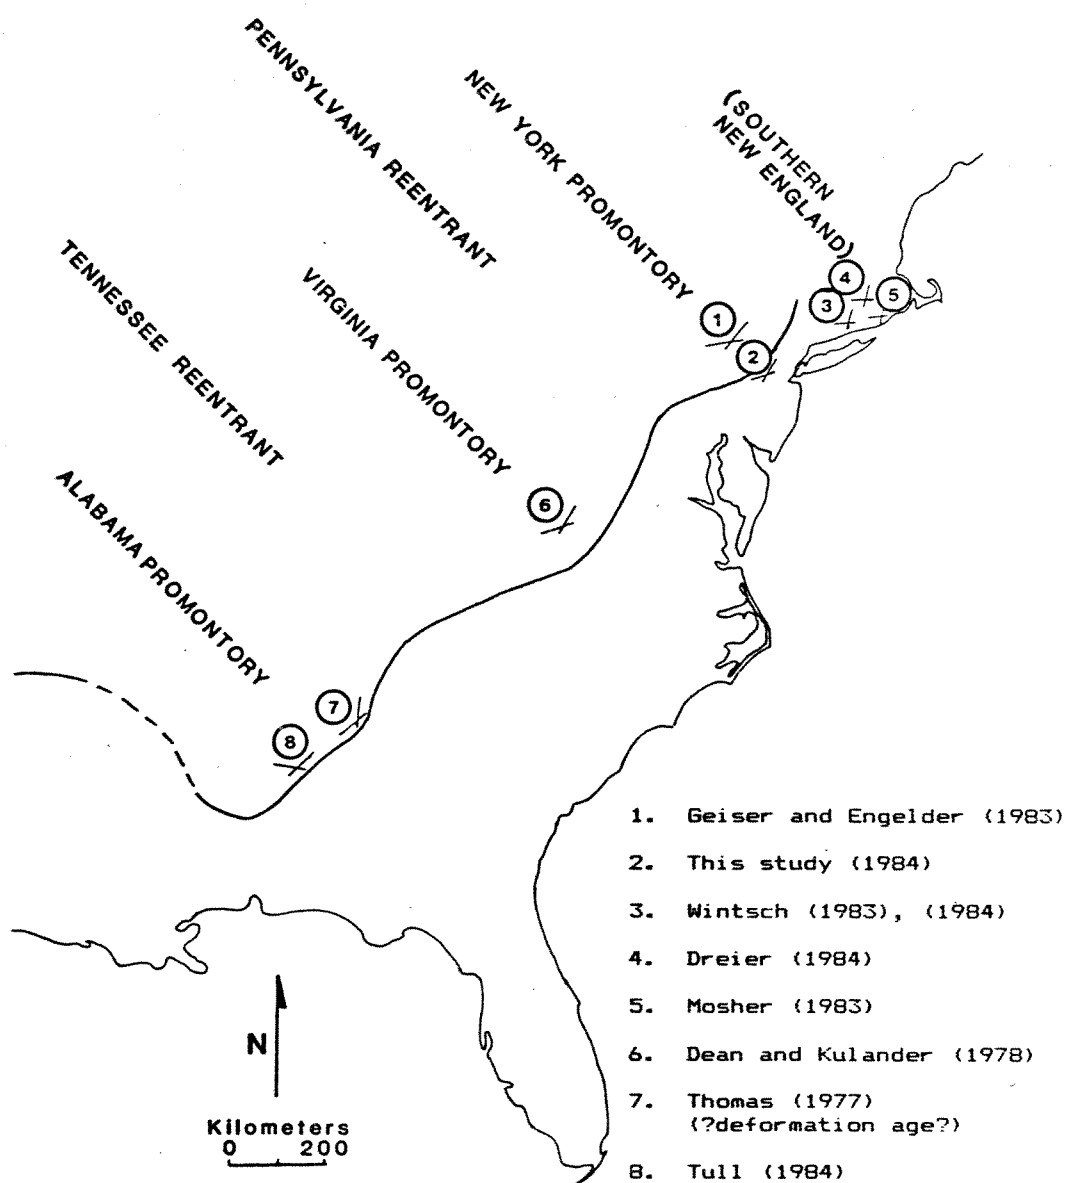 PENNSYLVANIA REENTRANT
NEW YORK PROMONTORY
(SOUTHERN
NEW ENGLAND)
TENNESSEE REENTRANT
VIRGINIA PROMONTORY
ALABAMA PROMONTORY
4
5
3
1
2
6
7
8
1. Geiser and Engelder (1983)
2. This study (1984)
3. Wintsch (1983), (1984)
4. Dreier (1984)
5. Mosher (1983)
6. Dean and Kulander (1978)
7. Thomas (1977)
(?deformation age?)
8. Tull (1984)
N
Kilometers
0 200